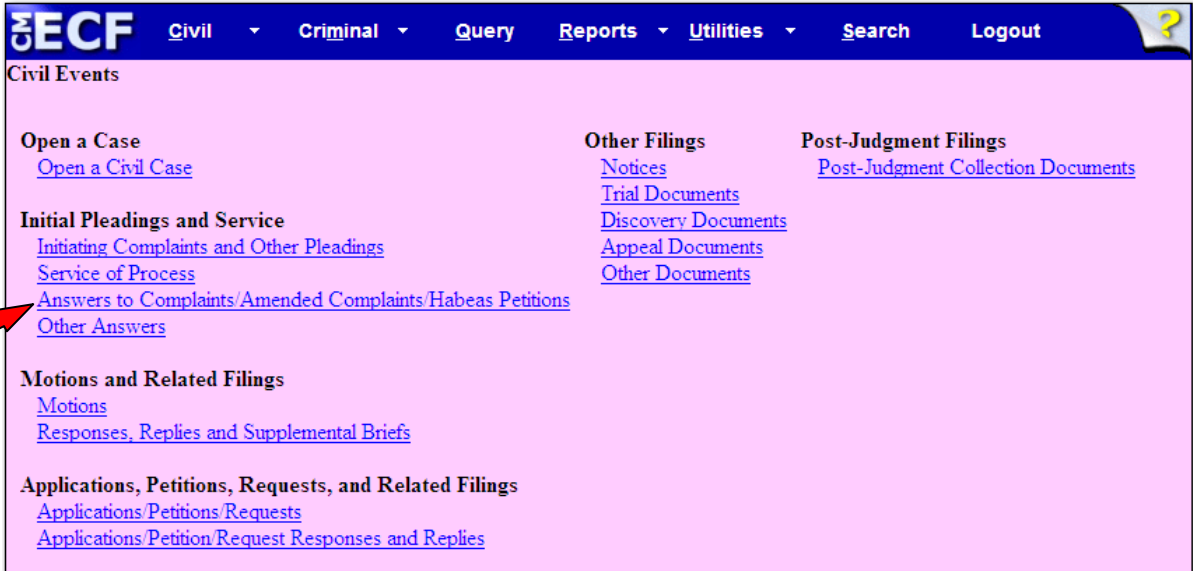 CM ECF Civil Criminal Query Reports Utilities Search Logout ?
Civil Events
Open a Case
Open a Civil Case
Initial Pleadings and Service
Initiating Complaints and Other Pleadings
Service of Process
Answers to Complaints/Amended Complaints/Habeas Petitions
Other Answers
Motions and Related Filings
Motions
Responses, Replies and Supplemental Briefs
Applications, Petitions, Requests, and Related Filings
Applications/Petitions/Requests
Applications/Petition/Request Responses and Replies
Other Filings
Notices
Trial Documents
Discovery Documents
Appeal Documents
Other Documents
Post-Judgment Filings
Post-Judgment Collection Documents